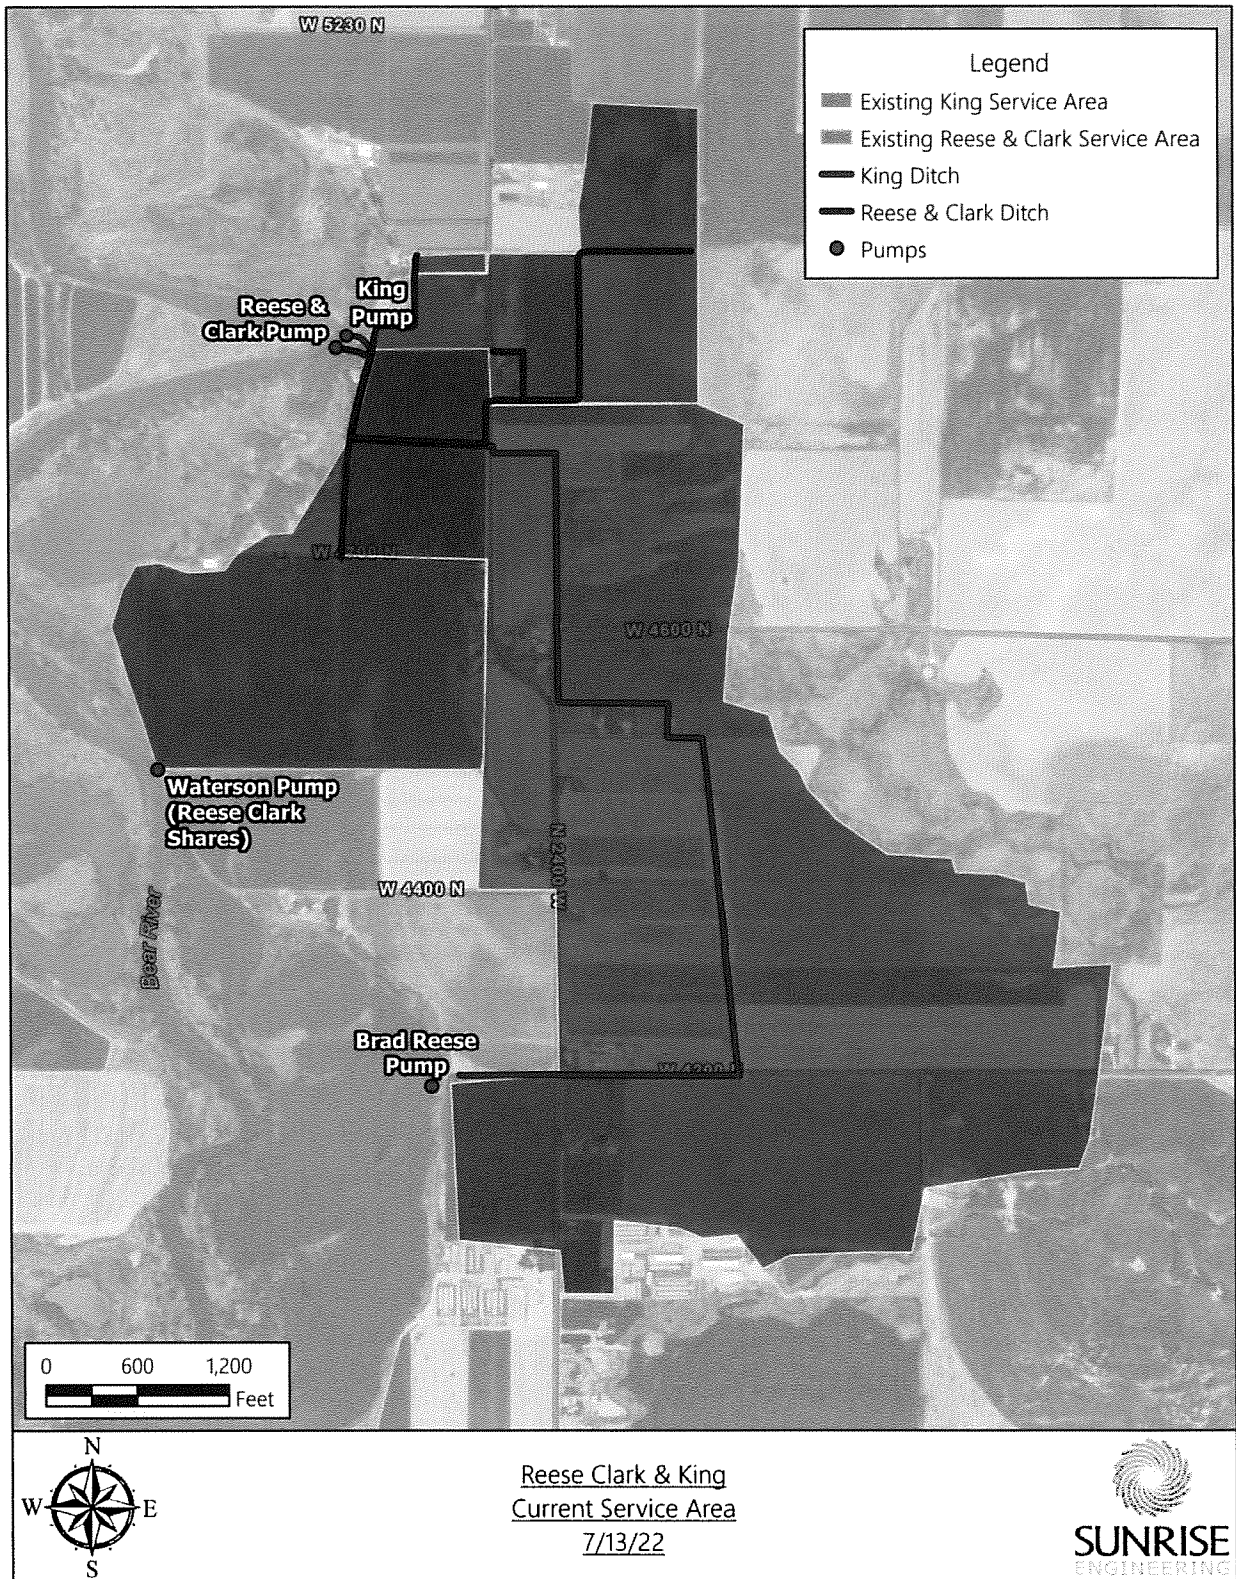 W 5230 N
Legend
Existing King Service Area
Existing Reese & Clark Service Area
King Ditch
Reese & Clark Ditch
Pumps
King
Pump
Reese &
Clark Pump
W 4600 N
Waterson Pump
(Reese Clark
Shares)
N 2400 W
W 4400 N
Bear River
Brad Reese
Pump
0 600 1,200
Feet
N
W E
S
Reese Clark & King
Current Service Area
7/13/22
SUNRISE
ENGINEERING